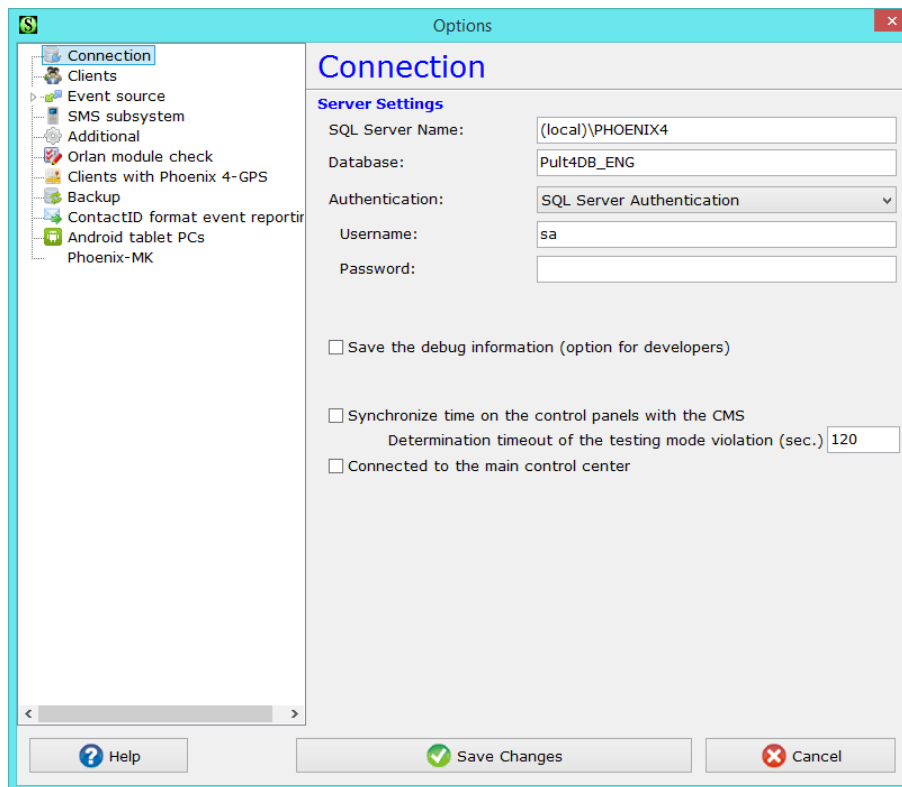 S
Options
Connection
Clients
Event source
SMS subsystem
Additional
Orlan module check
Clients with Phoenix 4-GPS
Backup
ContactID format event reportin
Android tablet PCs
Phoenix-MK
Connection
Server Settings
SQL Server Name: (local)\PHOENIX4
Database: Pult4DB_ENG
Authentication: SQL Server Authentication
Username: sa
Password:
Save the debug information (option for developers)
Synchronize time on the control panels with the CMS
Determination timeout of the testing mode violation (sec.) 120
Connected to the main control center
Help Save Changes Cancel